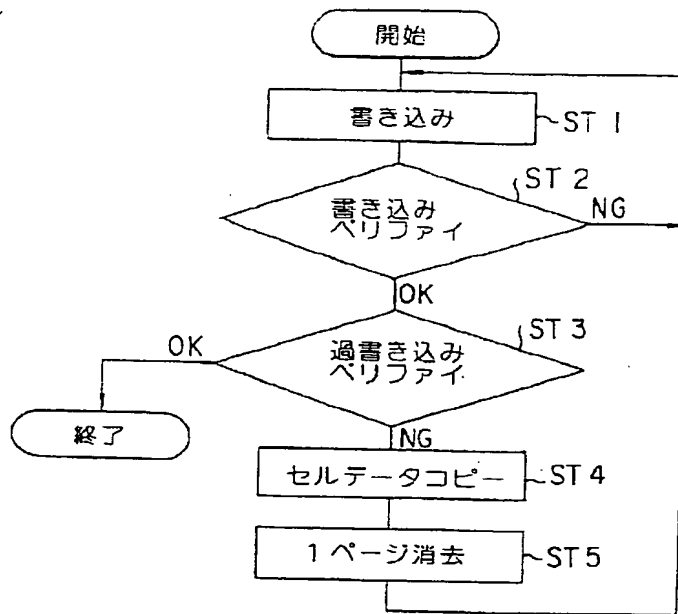 開始
書き込み
ST 1
ST 2
書き込み
ベリファイ
NG
OK
ST 3
過書き込み
ベリファイ
OK
終了
NG
セルデータコピー
ST 4
1ページ消去
ST 5